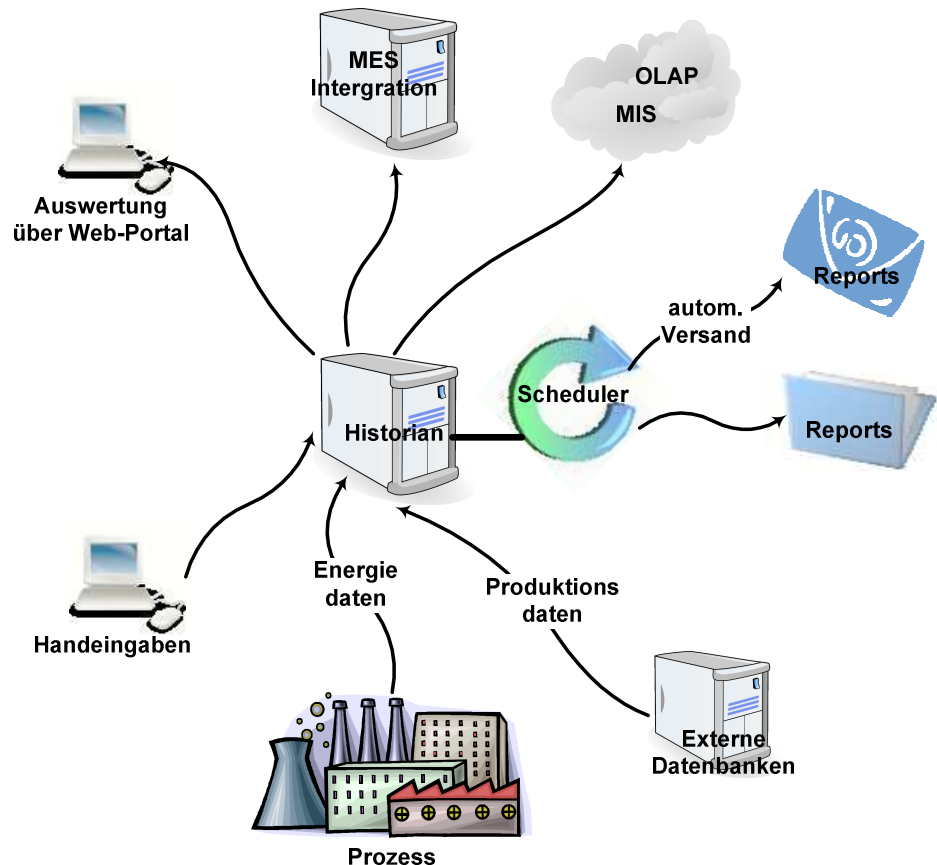 MES
Intergration
OLAP
MIS
Auswertung
über Web-Portal
Reports
autom.
Versand
Scheduler
Historian
Reports
Energie
daten
Produktions
daten
Handeingaben
Externe
Datenbanken
Prozess